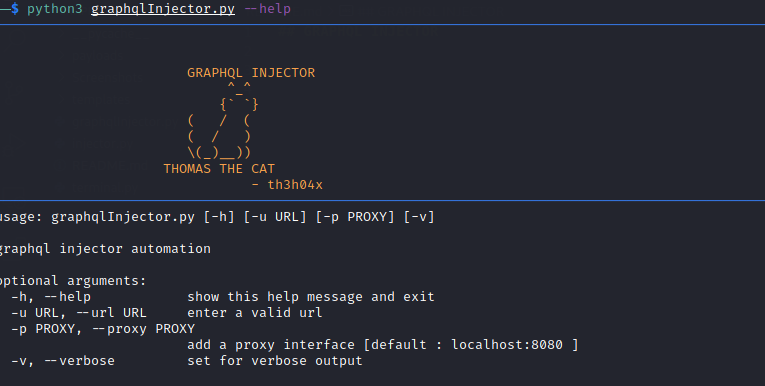 —$ python3 graphqlInjector.py --help
GRAPHQL INJECTOR
^_^
{` `}
(   /  (
(  /   )
\(_)__))
THOMAS THE CAT
- th3h04x
usage: graphqlInjector.py [-h] [-u URL] [-p PROXY] [-v]
graphql injector automation
optional arguments:
-h, --help            show this help message and exit
-u URL, --url URL     enter a valid url
-p PROXY, --proxy PROXY
add a proxy interface [default : localhost:8080 ]
-v, --verbose         set for verbose output